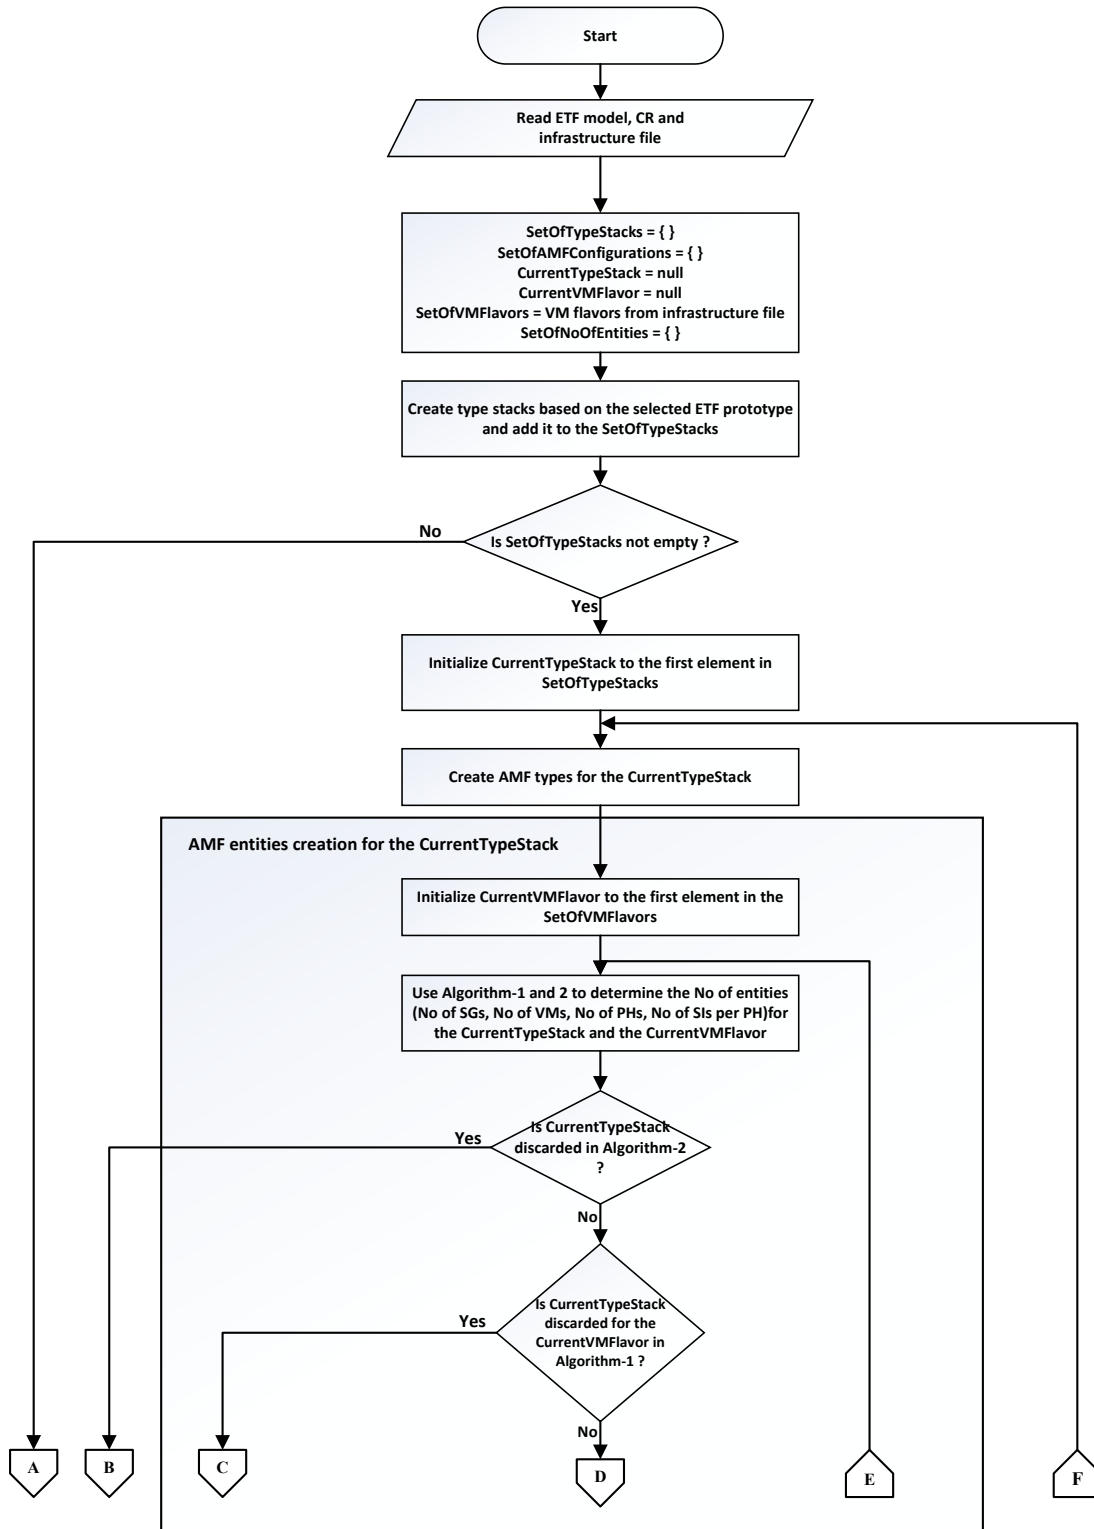 Start
Read ETF model, CR and
infrastructure file
SetOfTypeStacks = { }
SetOfAMFConfigurations = { }
CurrentTypeStack = null
CurrentVMFlavor = null
SetOfVMFlavors = VM flavors from infrastructure file
SetOfNoOfEntities = { }
Create type stacks based on the selected ETF prototype
and add it to the SetOfTypeStacks
No
Is SetOfTypeStacks not empty ?
Yes
Initialize CurrentTypeStack to the first element in
SetOfTypeStacks
Create AMF types for the CurrentTypeStack
AMF entities creation for the CurrentTypeStack
Initialize CurrentVMFlavor to the first element in the
SetOfVMFlavors
Use Algorithm-1 and 2 to determine the No of entities
(No of SGs, No of VMs, No of PHs, No of SIs per PH)for
the CurrentTypeStack and the CurrentVMFlavor
Yes
Is CurrentTypeStack
discarded in Algorithm-2
?
No
Yes
Is CurrentTypeStack
discarded for the
CurrentVMFlavor in
Algorithm-1 ?
No
A
B
C
D
E
F